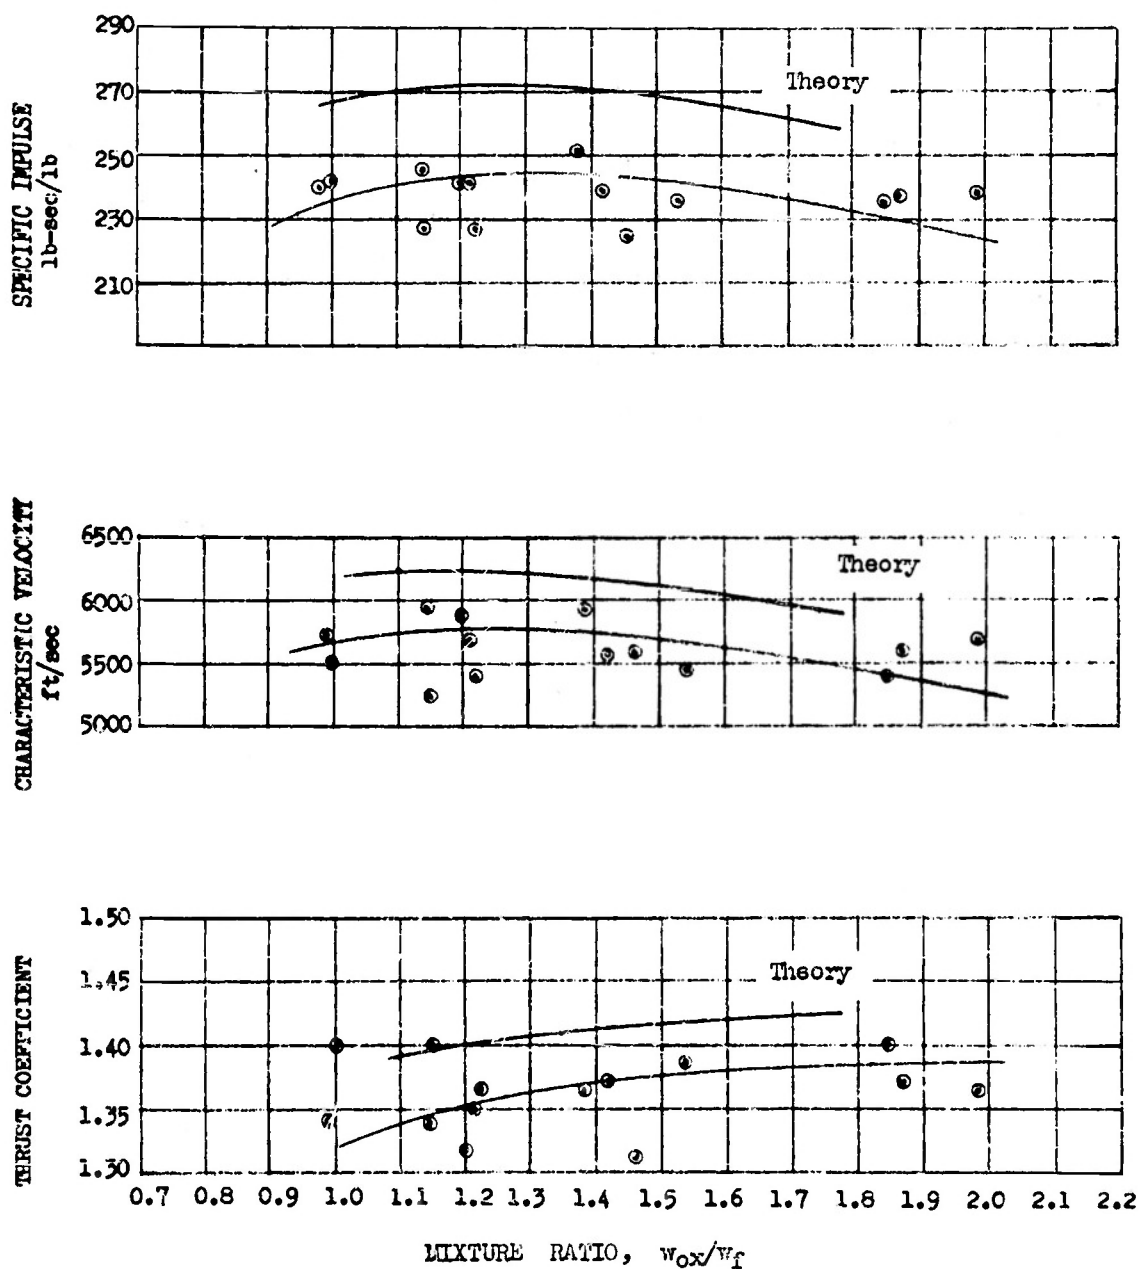 SPECIFIC IMPULSE
lb-sec/lb
290
270
250
230
210
Theory
CHARACTERISTIC VELOCITY
ft/sec
6500
6000
5500
5000
Theory
THRUST COEFFICIENT
1.50
1.45
1.40
1.35
1.30
Theory
0.7 0.8 0.9 1.0 1.1 1.2 1.3 1.4 1.5 1.6 1.7 1.8 1.9 2.0 2.1 2.2
MIXTURE RATIO, wox/wf